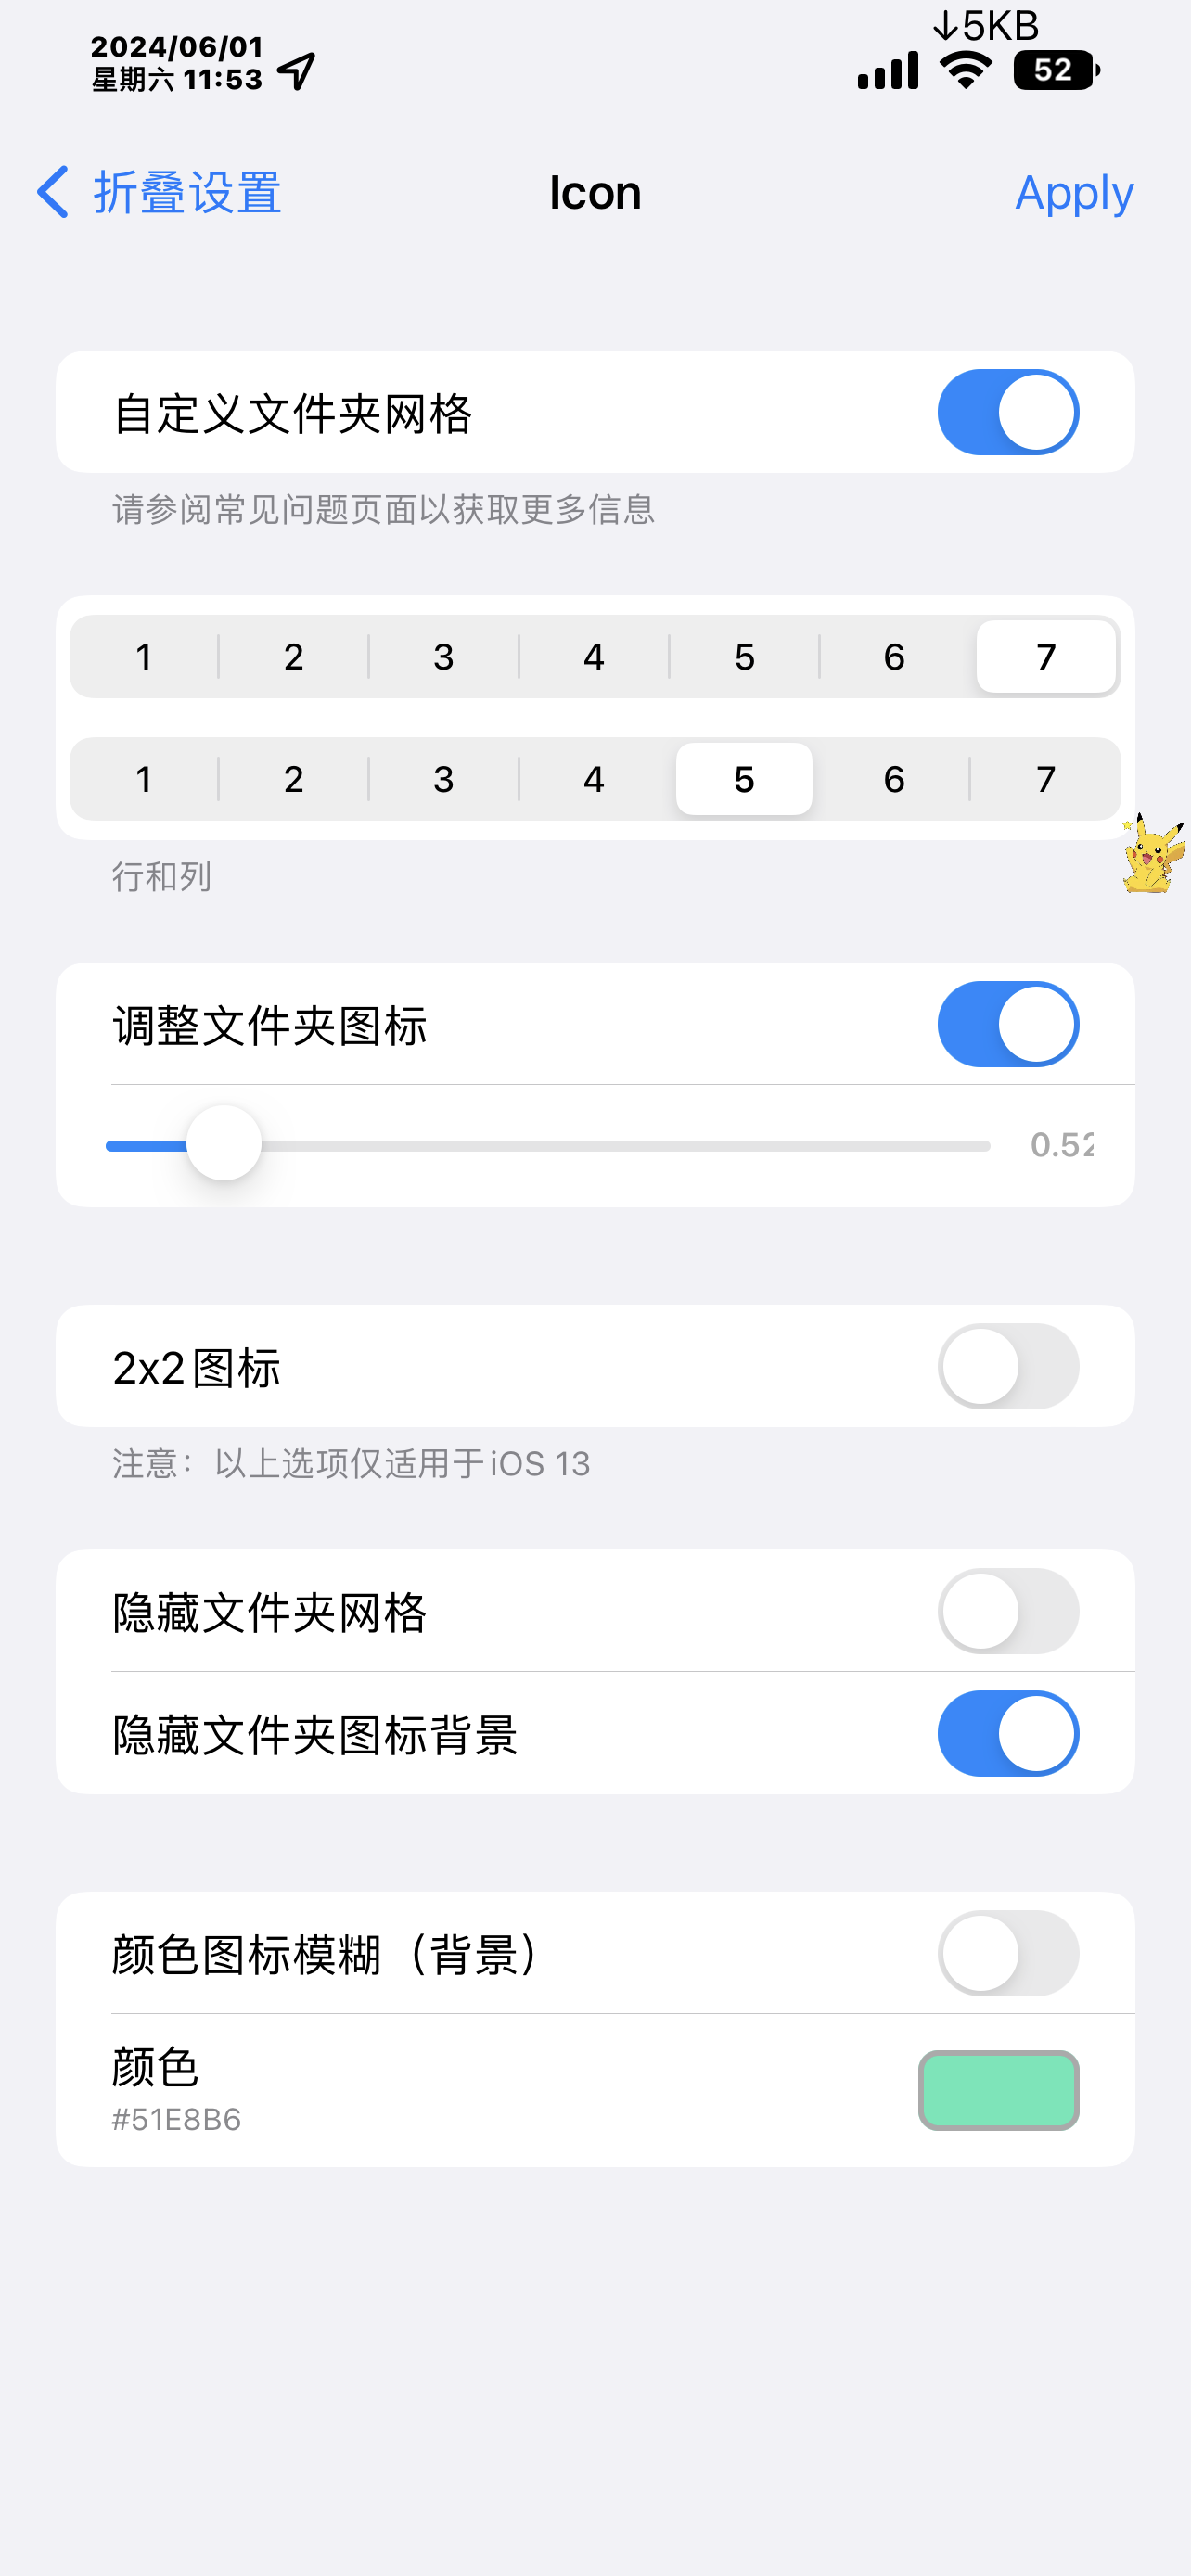 ↓5KB
2024/06/01
星期六 11:53
52
折叠设置
Icon
Apply
自定义文件夹网格
请参阅常见问题页面以获取更多信息
1 2 3 4 5 6 7
1 2 3 4 5 6 7
行和列
调整文件夹图标
0.52
2x2图标
注意：以上选项仅适用于iOS 13
隐藏文件夹网格
隐藏文件夹图标背景
颜色图标模糊（背景）
颜色
#51E8B6